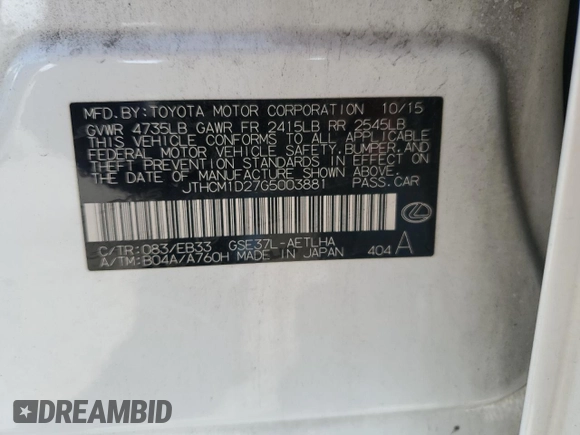 MFD. BY: TOYOTA MOTOR CORPORATION 10/15
GVWR 4735LB GAWR FR 2415LB RR 2545LB
THIS VEHICLE CONFORMS TO ALL APPLICABLE
FEDERAL MOTOR VEHICLE SAFETY, BUMPER, AND
THEFT PREVENTION STANDARDS IN EFFECT ON
THE DATE OF MANUFACTURE SHOWN ABOVE.
JTHCM1D27G5003881 PASS.CAR
C/TR: 083/EB33 GSE37L-AETLHA
A/TM: B04A/A760H MADE IN JAPAN 404 A
DREAMBID